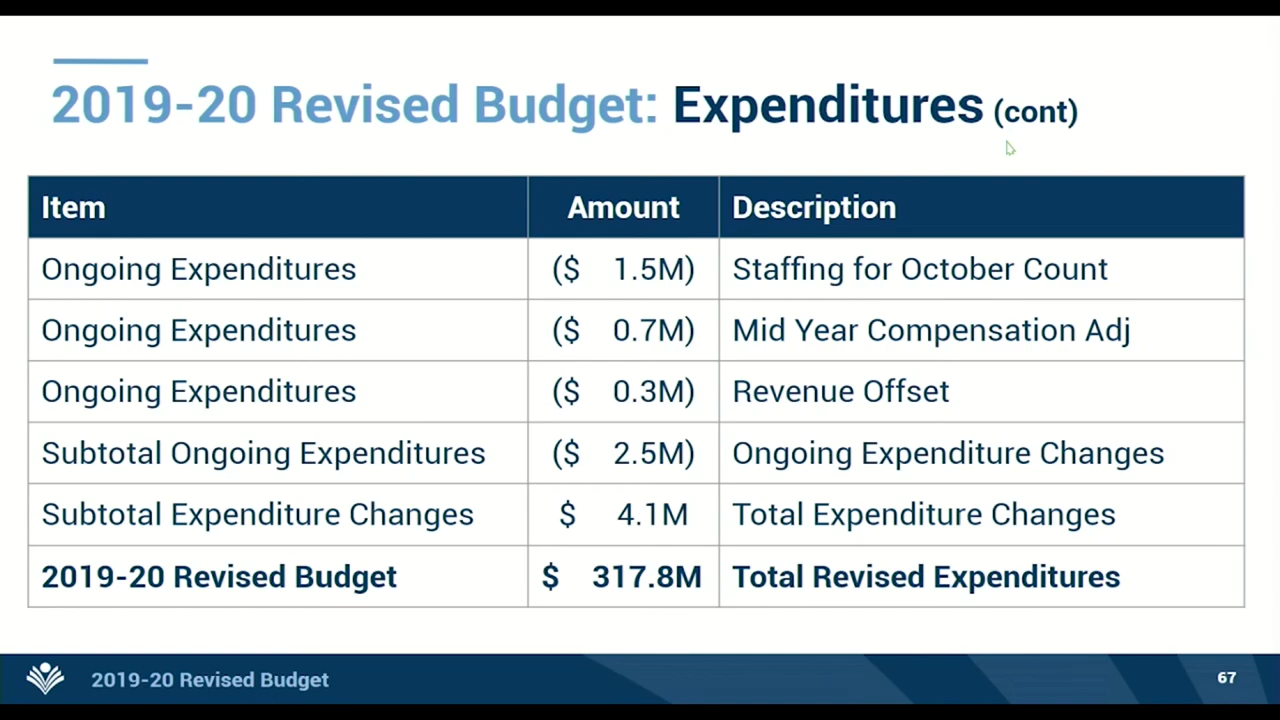 2019-20 Revised Budget: Expenditures (cont)
Item Amount Description
Ongoing Expenditures ($ 1.5M) Staffing for October Count
Ongoing Expenditures ($ 0.7M) Mid Year Compensation Adj
Ongoing Expenditures ($ 0.3M) Revenue Offset
Subtotal Ongoing Expenditures ($ 2.5M) Ongoing Expenditure Changes
Subtotal Expenditure Changes $ 4.1M Total Expenditure Changes
2019-20 Revised Budget $ 317.8M Total Revised Expenditures
2019-20 Revised Budget 67